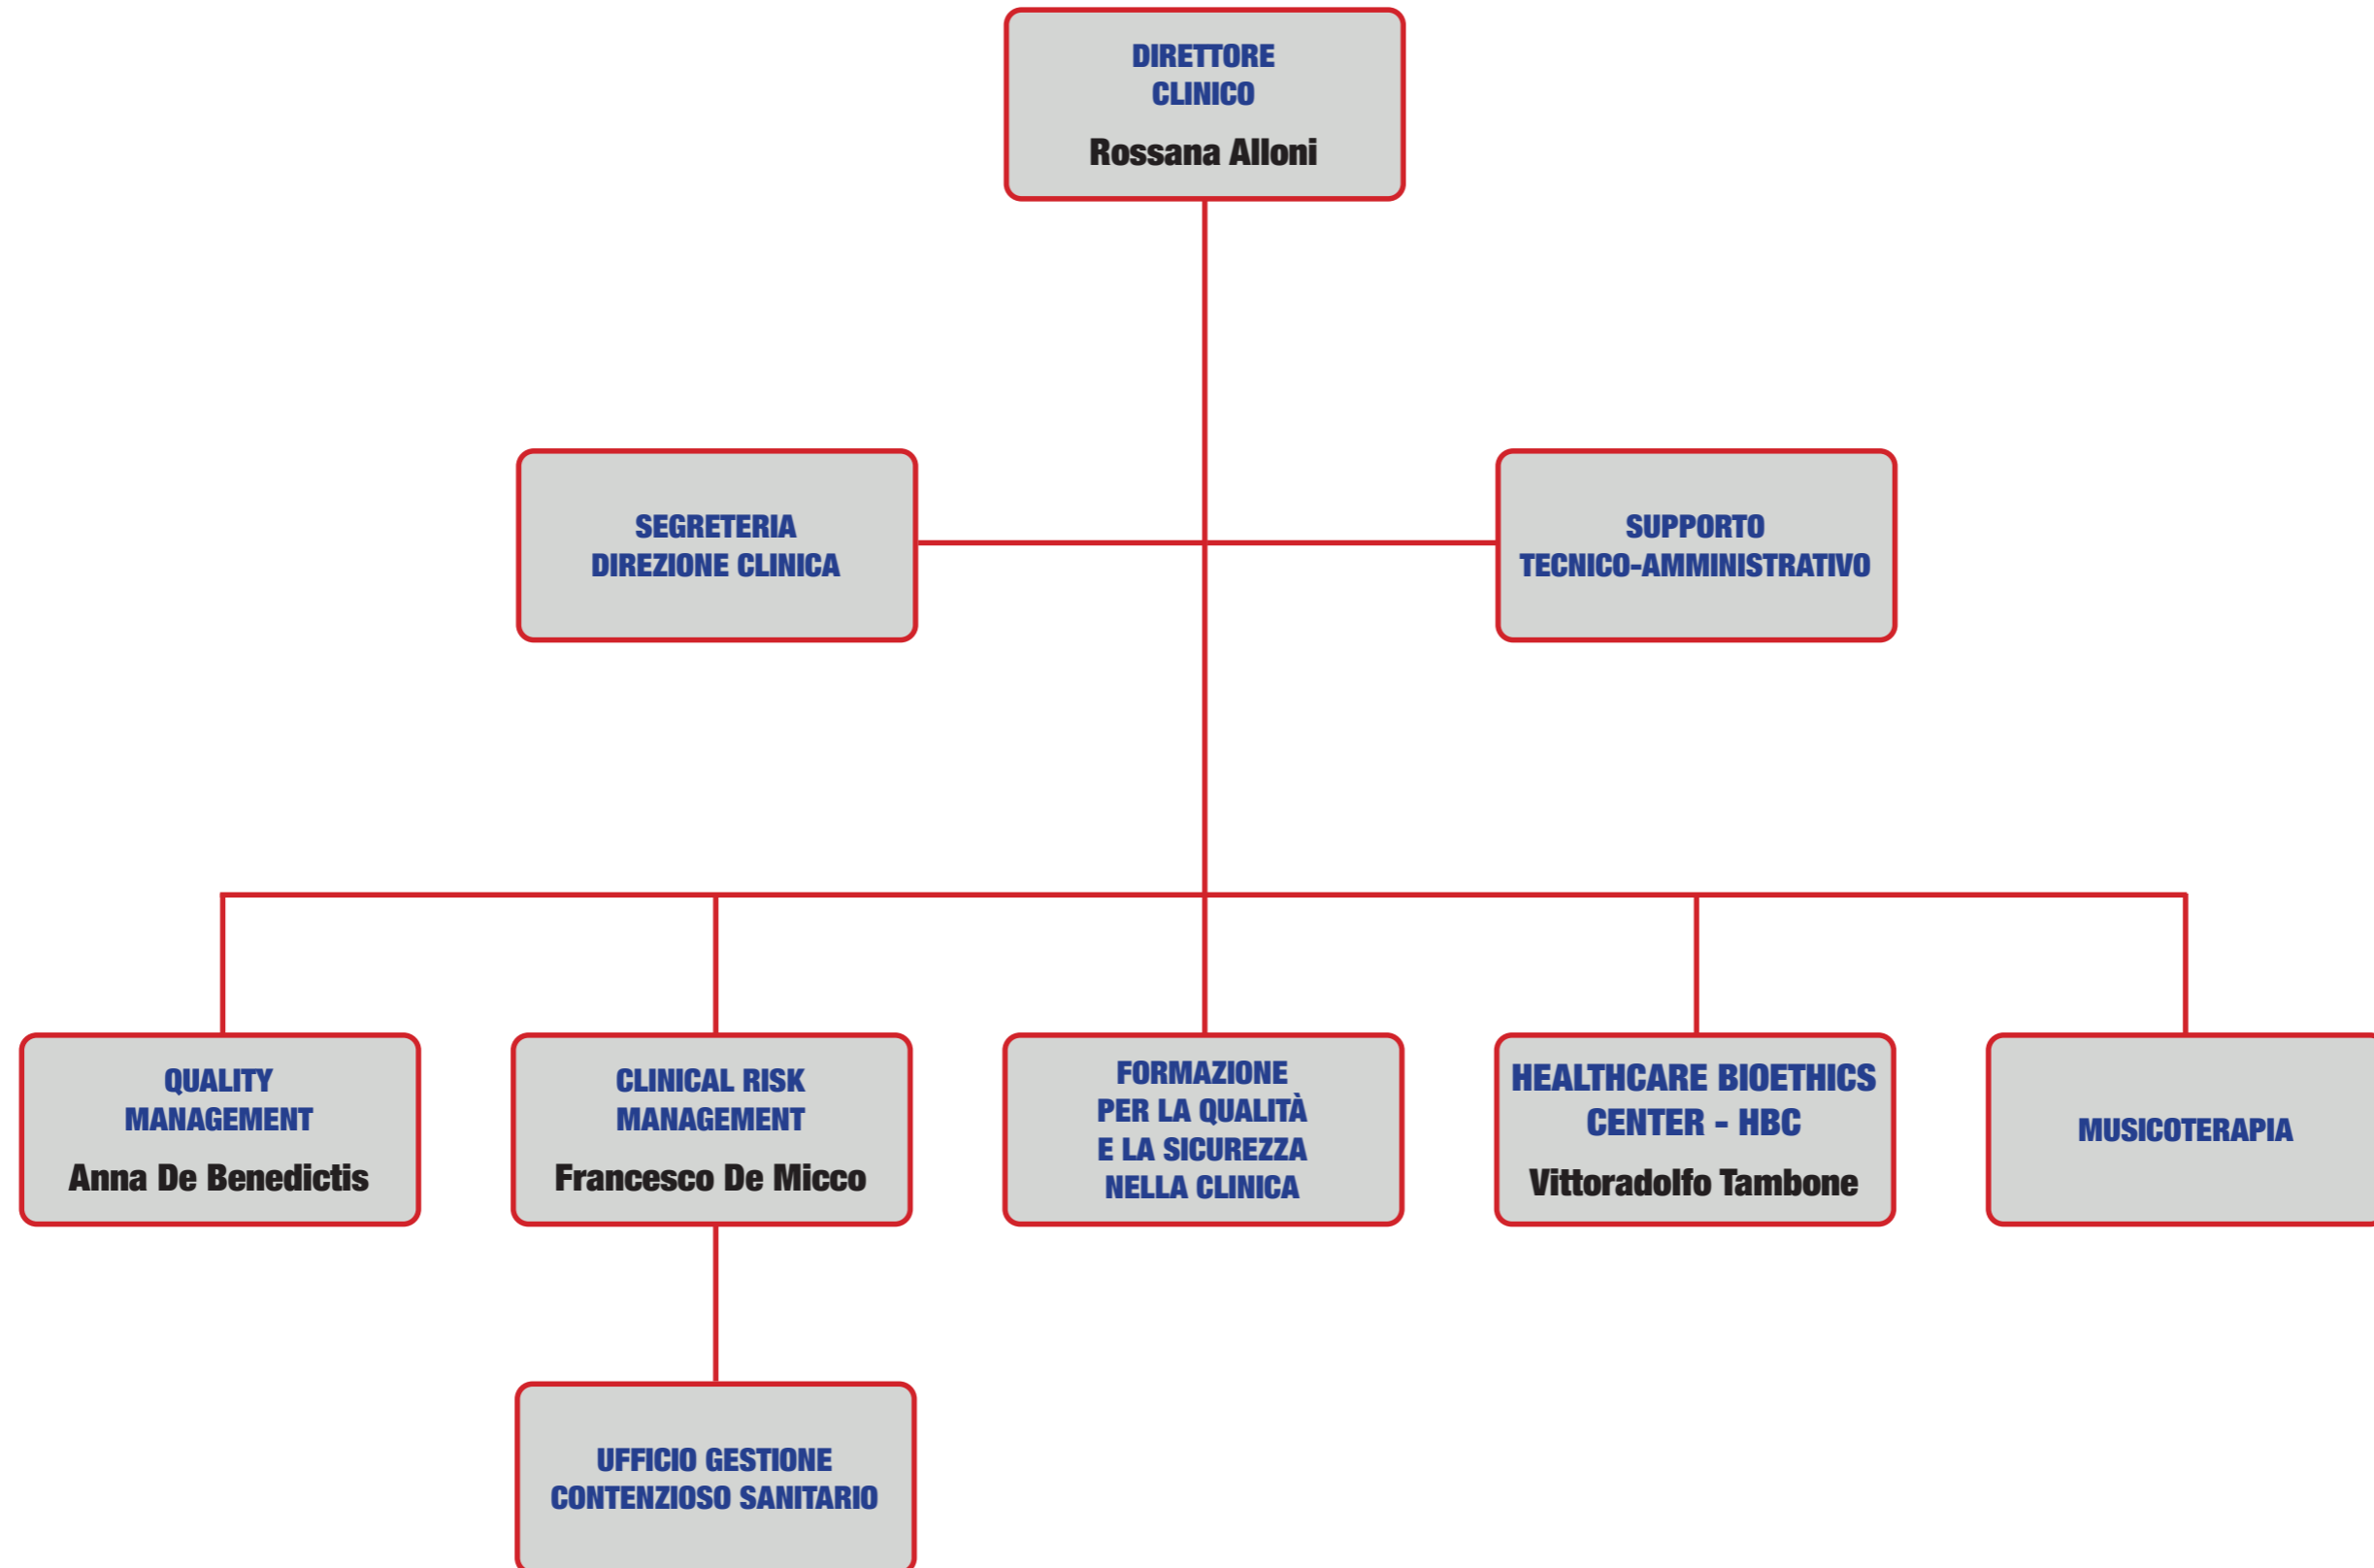 DIRETTORE
CLINICO
Rossana Alloni
SEGRETERIA
DIREZIONE CLINICA
SUPPORTO
TECNICO-AMMINISTRATIVO
QUALITY
MANAGEMENT
Anna De Benedictis
CLINICAL RISK
MANAGEMENT
Francesco De Micco
FORMAZIONE
PER LA QUALITÀ
E LA SICUREZZA
NELLA CLINICA
HEALTHCARE BIOETHICS
CENTER - HBC
Vittoradolfo Tambone
MUSICOTERAPIA
UFFICIO GESTIONE
CONTENZIOSO SANITARIO